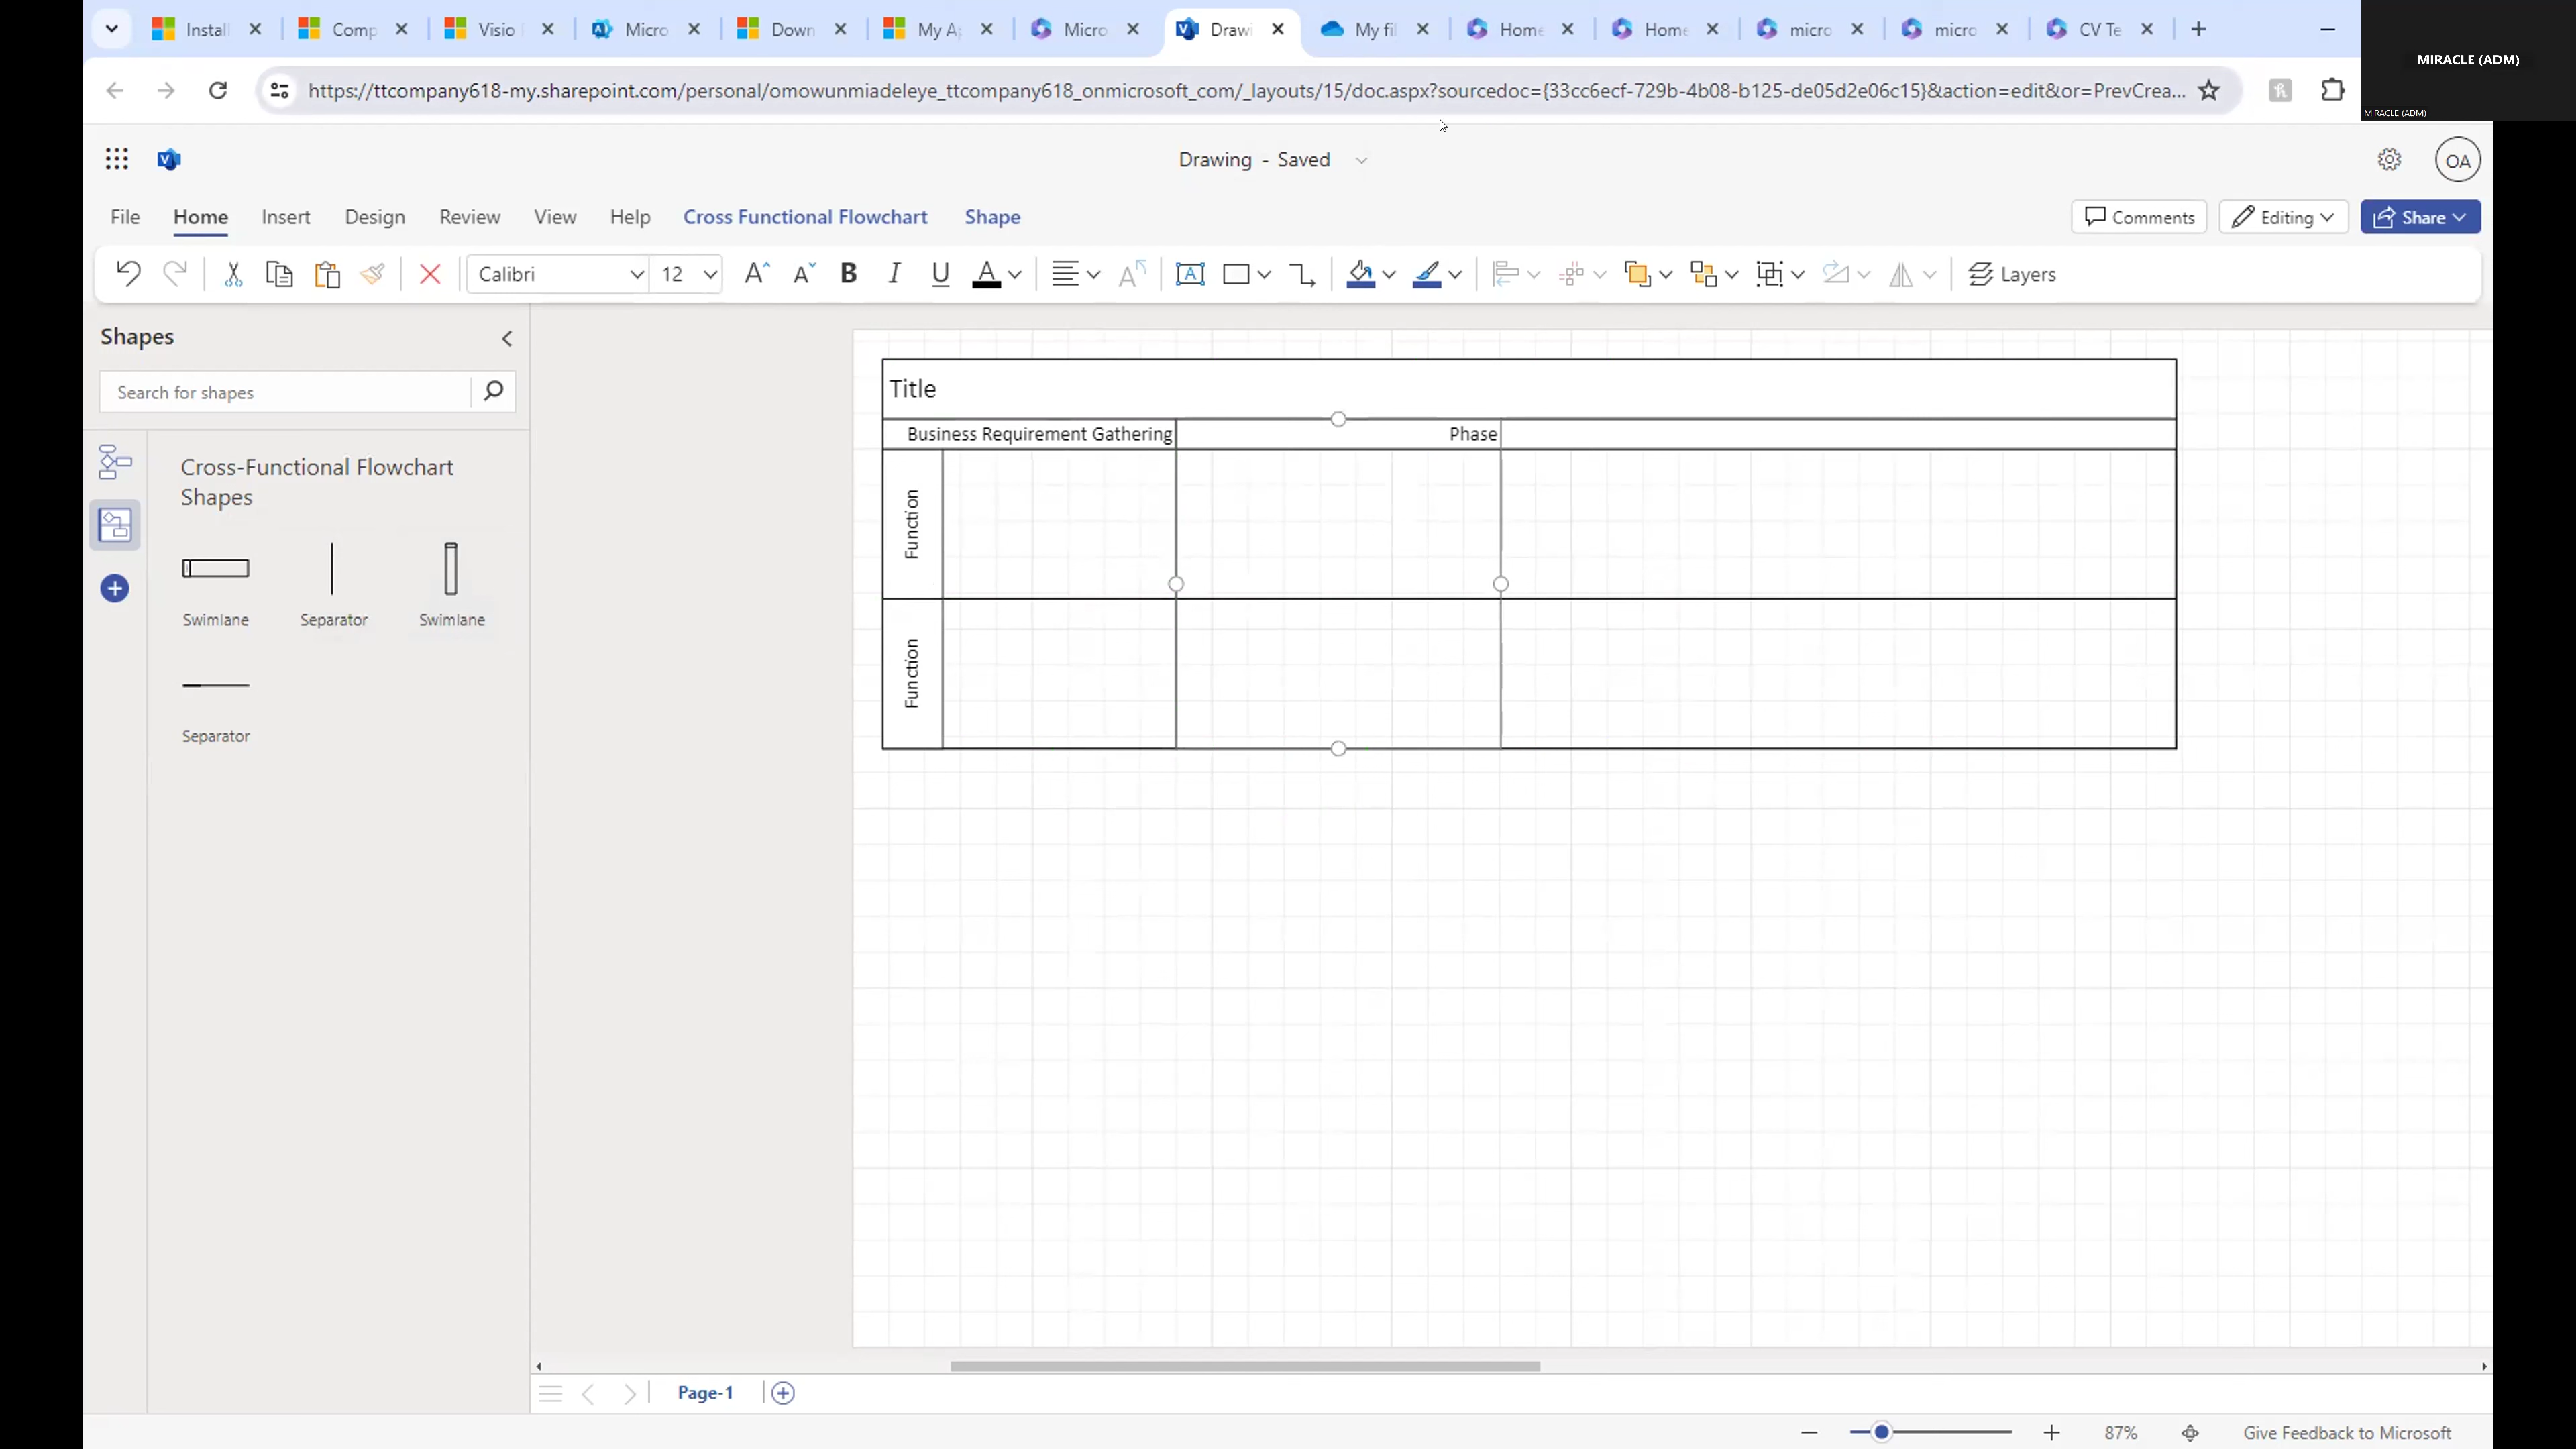 Install
Comp
Visio
Micro
Down
My A
Micro
Drawi
My fil
Home
Home
micro
micro
CV Te
MIRACLE (ADM)
MIRACLE (ADM)
https://ttcompany618-my.sharepoint.com/personal/omowunmiadeleye_ttcompany618_onmicrosoft_com/_layouts/15/doc.aspx?sourcedoc={33cc6ecf-729b-4b08-b125-de05d2e06c15}&action=edit&or=PrevCrea...
Drawing - Saved
OA
File Home Insert Design Review View Help Cross Functional Flowchart Shape
Comments Editing Share
Calibri 12 B I U A Layers
Shapes
Search for shapes
Cross-Functional Flowchart
Shapes
Swimlane
Separator
Swimlane
Separator
Title
Business Requirement Gathering
Phase
Function
Function
Page-1
87%
Give Feedback to Microsoft